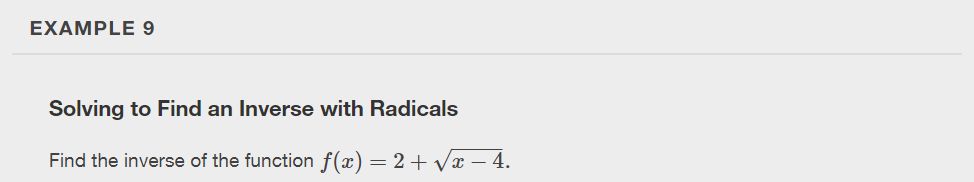 EXAMPLE 9
Solving to Find an Inverse with Radicals
Find the inverse of the function f(x) = 2 + √(x − 4).